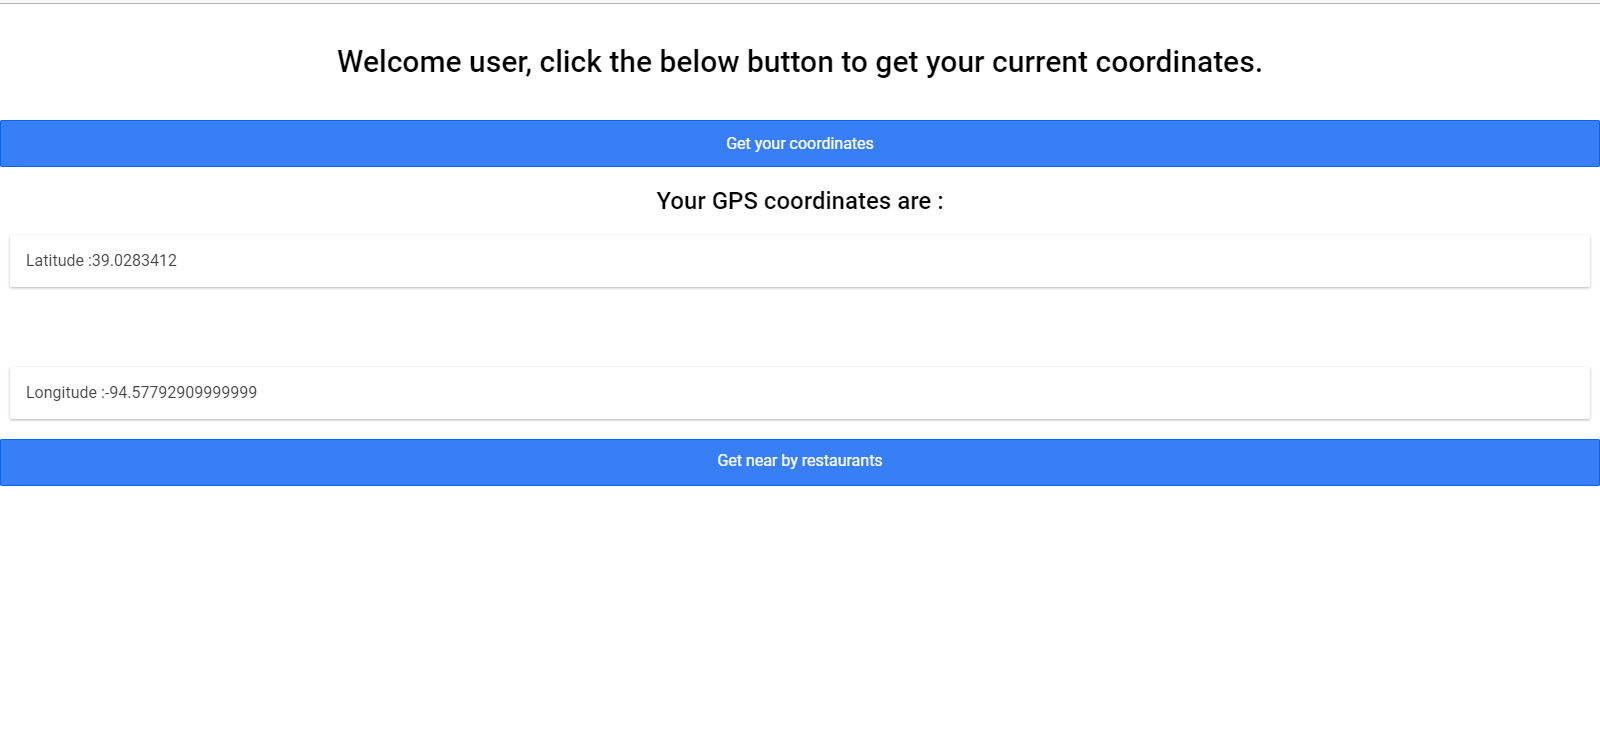 Welcome user, click the below button to get your current coordinates.
Get your coordinates
Your GPS coordinates are :
Latitude :39.0283412
Longitude :-94.57792909999999
Get near by restaurants